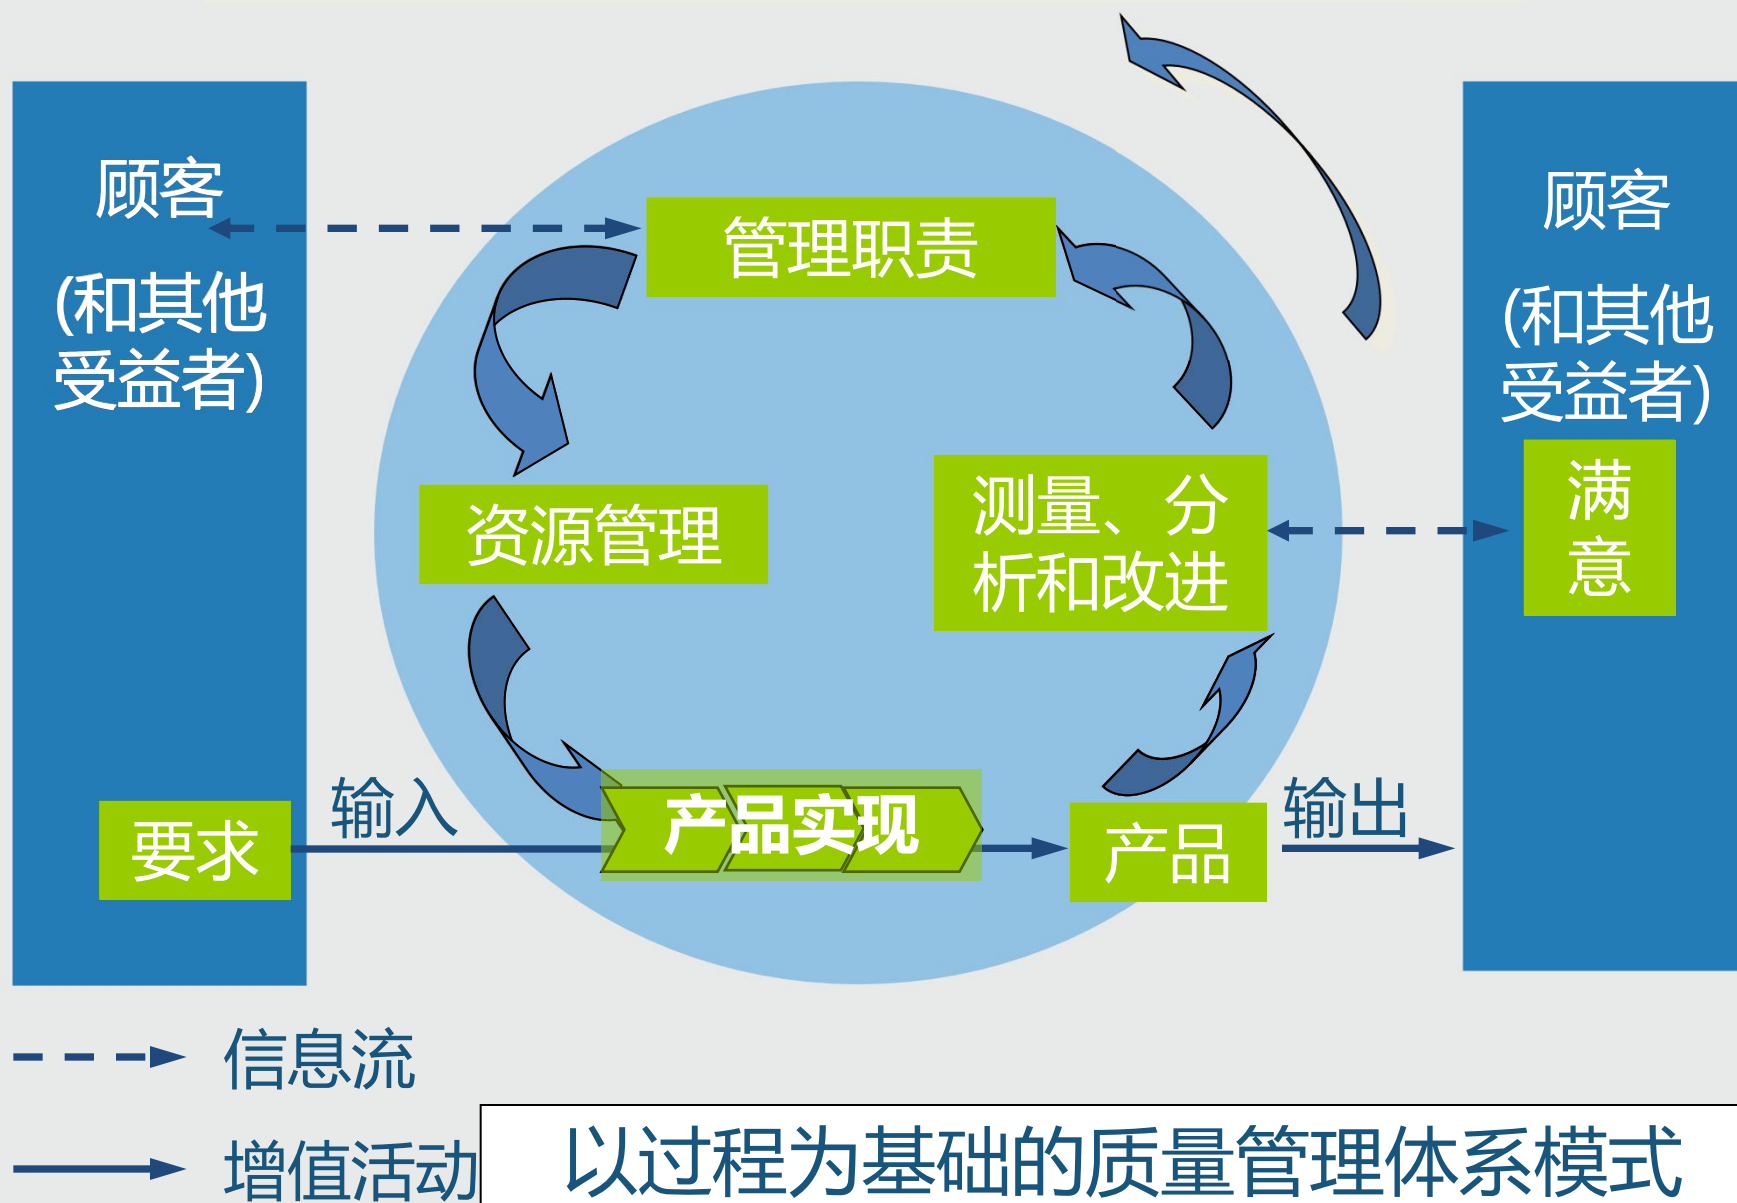 顾客
(和其他
受益者)
要求
输入
管理职责
资源管理
测量、分
析和改进
产品实现
产品
输出
顾客
(和其他
受益者)
满
意
信息流
增值活动
以过程为基础的质量管理体系模式